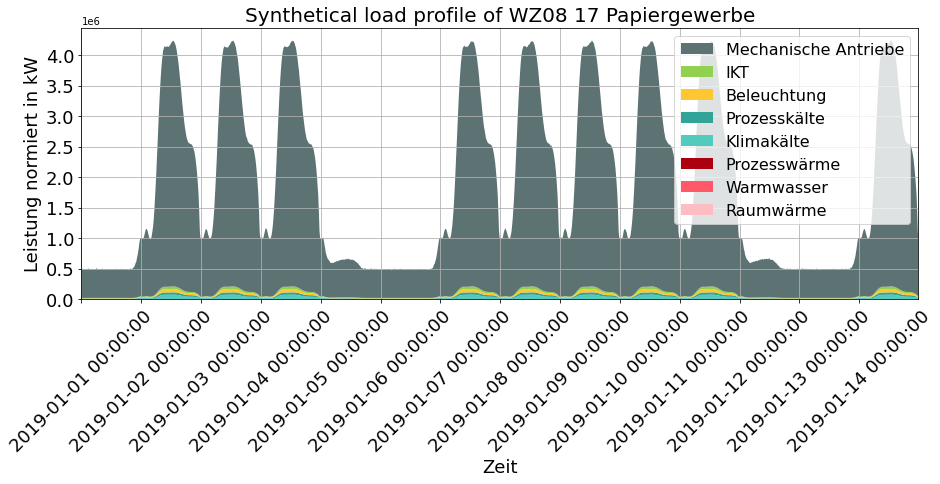 Synthetical load profile of WZ08 17 Papiergewerbe
1e6
Leistung normiert in kW
4.0
3.5
3.0
2.5
2.0
1.5
1.0
0.5
0.0
Mechanische Antriebe
IKT
Beleuchtung
Prozesskälte
Klimakälte
Prozesswärme
Warmwasser
Raumwärme
2019-01-01 00:00:00
2019-01-02 00:00:00
2019-01-03 00:00:00
2019-01-04 00:00:00
2019-01-05 00:00:00
2019-01-06 00:00:00
2019-01-07 00:00:00
2019-01-08 00:00:00
2019-01-09 00:00:00
2019-01-10 00:00:00
2019-01-11 00:00:00
2019-01-12 00:00:00
2019-01-13 00:00:00
2019-01-14 00:00:00
Zeit